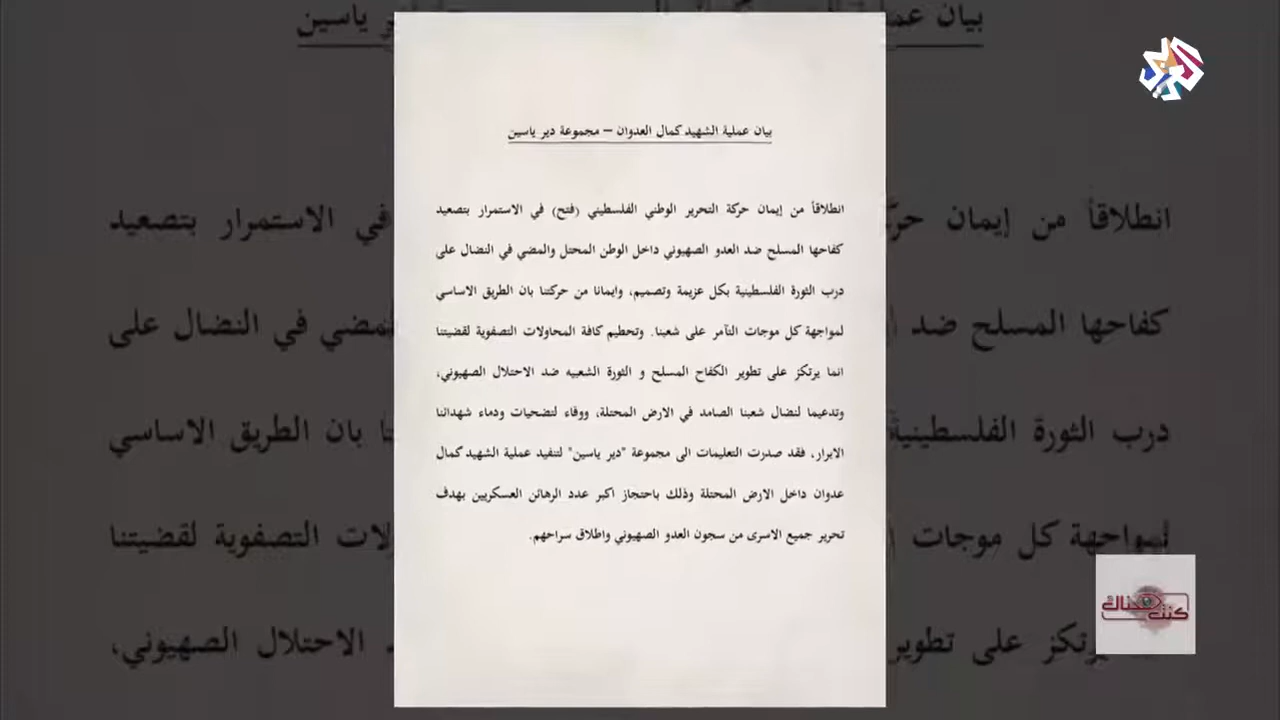 بيان عملية الشهيد كمال العدوان – مجموعة دير ياسين
انطلاقاً من إيمان حركة التحرير الوطني الفلسطيني (فتح) في الاستمرار بتصعيد
كفاحها المسلح ضد العدو الصهيوني داخل الوطن المحتل والمضي في النضال على
درب الثورة الفلسطينية بكل عزيمة وتصميم، وايمانا من حركتنا بان الطريق الاساسي
لمواجهة كل موجات التآمر على شعبنا. وتحطيم كافة المحاولات التصفوية لقضيتنا
انما يرتكز على تطوير الكفاح المسلح و الثورة الشعبيه ضد الاحتلال الصهيوني،
وتدعيما لنضال شعبنا الصامد في الارض المحتلة، ووفاء لتضحيات ودماء شهدائنا
الابرار، فقد صدرت التعليمات الى مجموعة "دير ياسين" لتنفيد عملية الشهيد كمال
عدوان داخل الارض المحتلة وذلك باحتجاز اكبر عدد الرهائن العسكريين بهدف
تحرير جميع الاسرى من سجون العدو الصهيوني واطلاق سراحهم.
كنت هناك